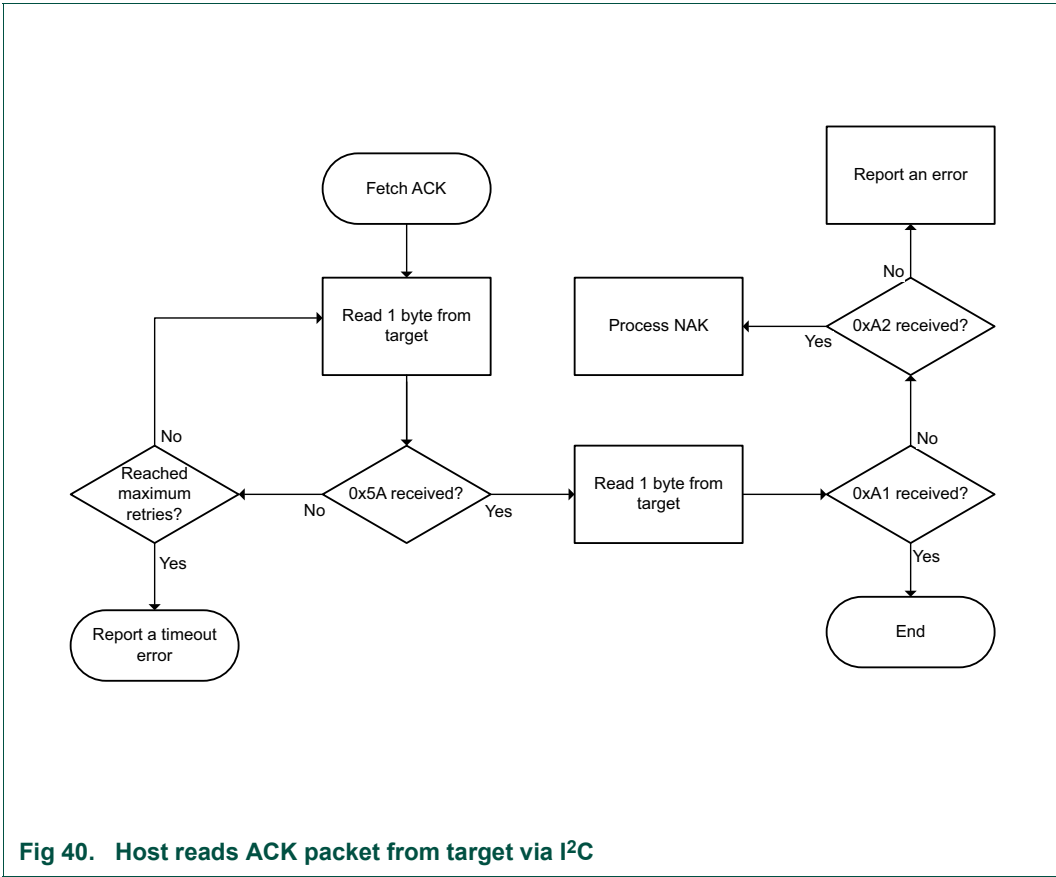 Fetch ACK
Report an error
No
Read 1 byte from
target
Process NAK
Yes
0xA2 received?
No
Reached
maximum
retries?
No
0x5A received?
Yes
Read 1 byte from
target
No
0xA1 received?
Yes
Yes
Report a timeout
error
End
Fig 40. Host reads ACK packet from target via I2C